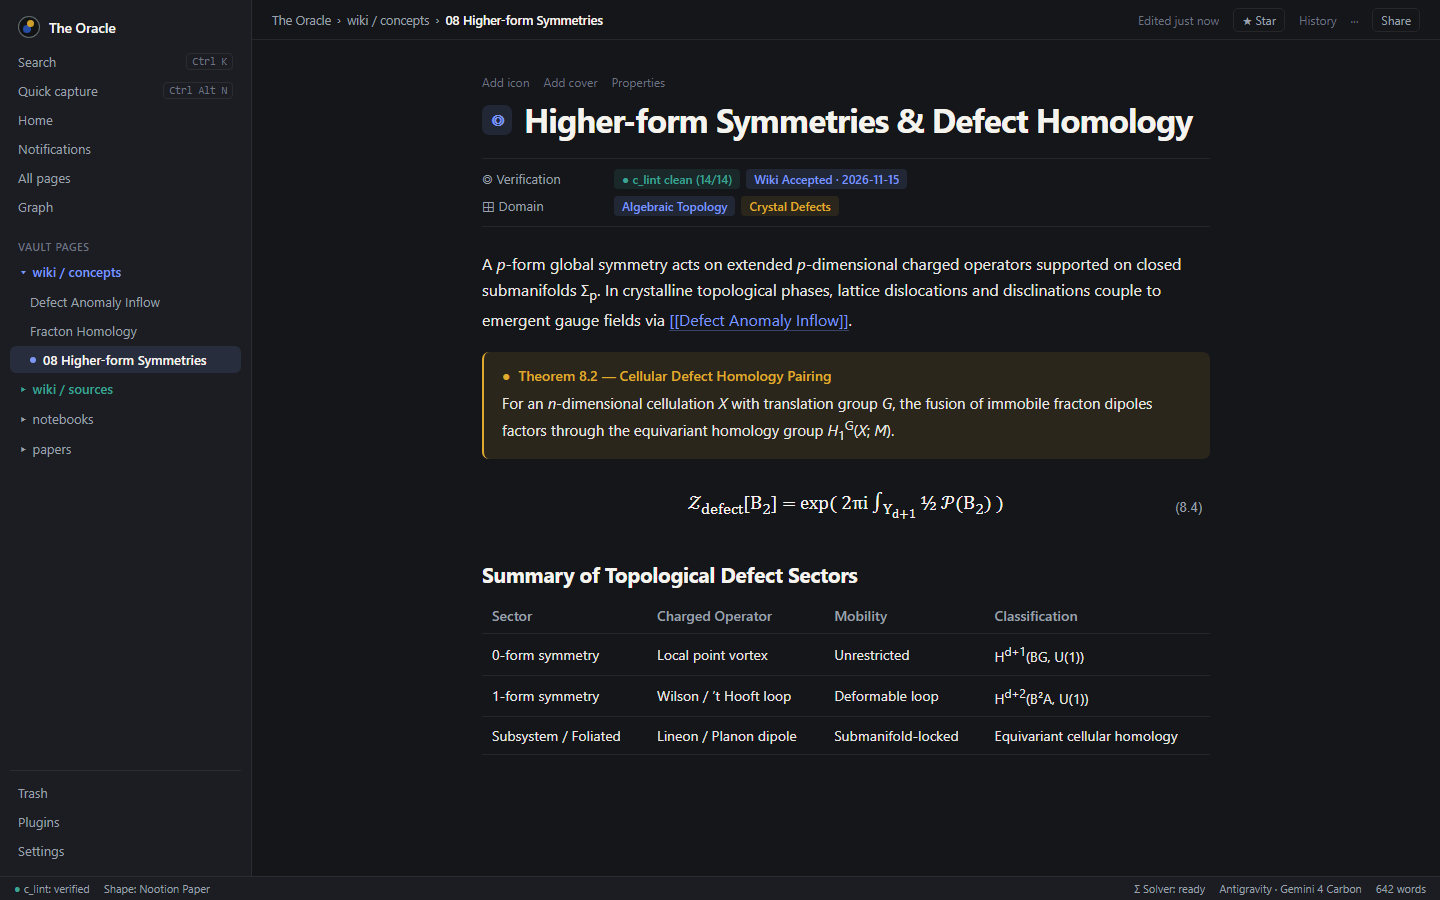 The Oracle
Search Ctrl K
Quick capture Ctrl Alt N
Home
Notifications
All pages
Graph
VAULT PAGES
wiki / concepts
Defect Anomaly Inflow
Fracton Homology
08 Higher-form Symmetries
wiki / sources
notebooks
papers
Trash
Plugins
Settings
The Oracle › wiki / concepts › 08 Higher-form Symmetries
Edited just now ★ Star History ··· Share
Add icon Add cover Properties
Higher-form Symmetries & Defect Homology
Verification ● c_lint clean (14/14) Wiki Accepted · 2026-11-15
Domain Algebraic Topology Crystal Defects
A p-form global symmetry acts on extended p-dimensional charged operators supported on closed
submanifolds Σₚ. In crystalline topological phases, lattice dislocations and disclinations couple to
emergent gauge fields via [[Defect Anomaly Inflow]].
● Theorem 8.2 — Cellular Defect Homology Pairing
For an n-dimensional cellulation X with translation group G, the fusion of immobile fracton dipoles
factors through the equivariant homology group H₁ᴳ(X; M).
𝒵_defect[B₂] = exp( 2πi ∫_Y_d+1 ½ 𝒫(B₂) ) (8.4)
Summary of Topological Defect Sectors
Sector Charged Operator Mobility Classification
0-form symmetry Local point vortex Unrestricted H^d+1(BG, U(1))
1-form symmetry Wilson / 't Hooft loop Deformable loop H^d+2(B²A, U(1))
Subsystem / Foliated Lineon / Planon dipole Submanifold-locked Equivariant cellular homology
● c_lint: verified Shape: Nootion Paper
Σ Solver: ready Antigravity · Gemini 4 Carbon 642 words